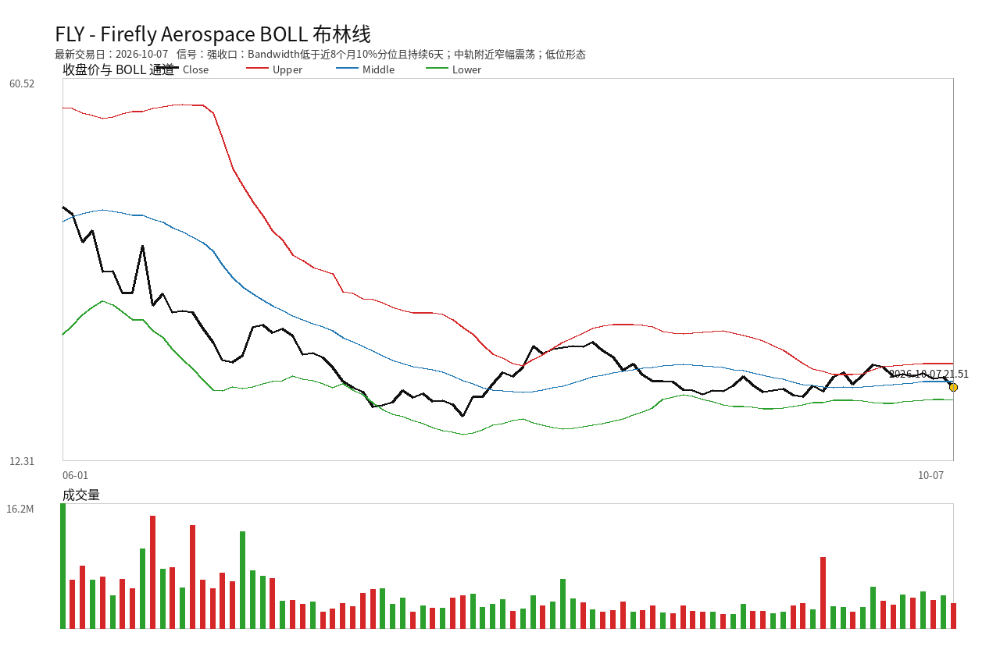 FLY - Firefly Aerospace BOLL 布林线
最新交易日：2026-10-07 信号：强收口：Bandwidth低于近8个月10%分位且持续6天；中轨附近窄幅震荡；低位形态
收盘价与 BOLL 通道 Close Upper Middle Lower
60.52
2026-10-07 21.51
12.31
06-01 10-07
成交量
16.2M